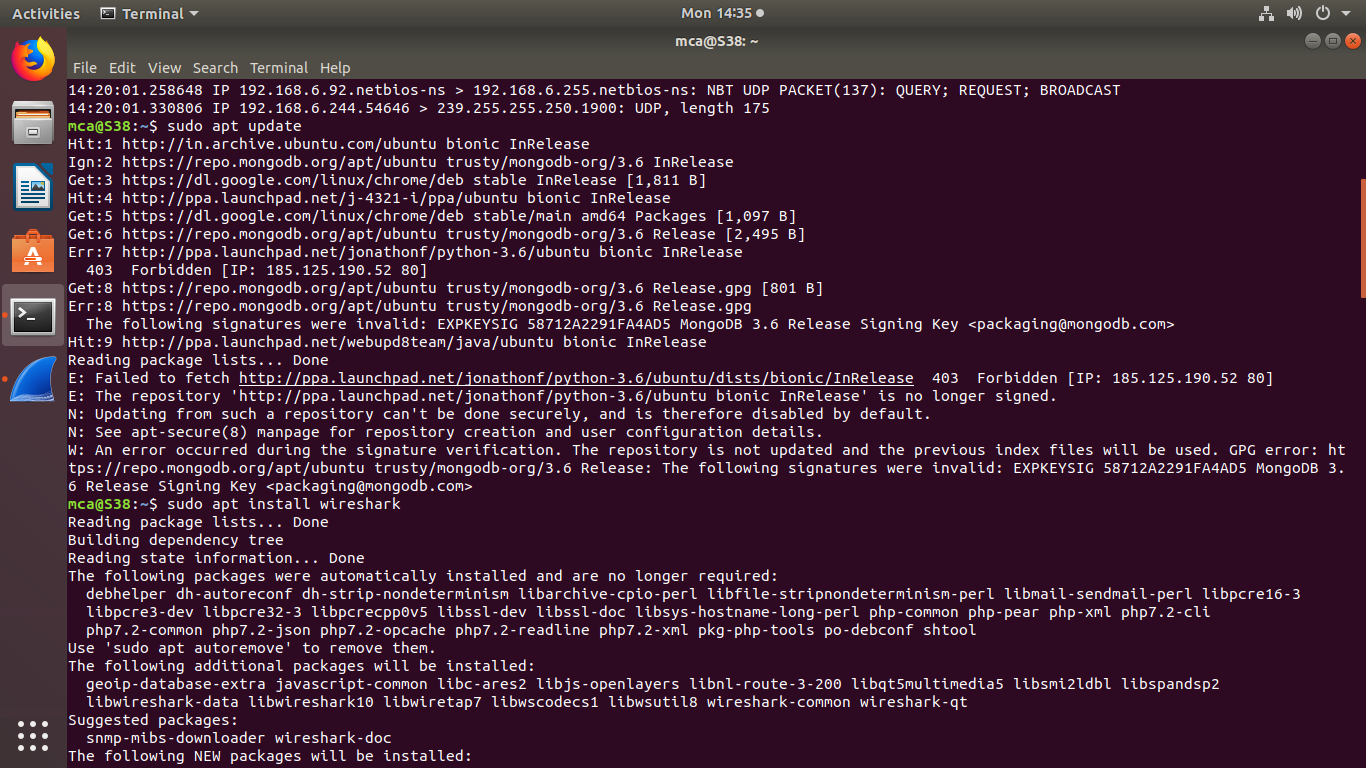 Activities
Terminal
Mon 14:35
mca@S38: ~
File Edit View Search Terminal Help
14:20:01.258648 IP 192.168.6.92.netbios-ns > 192.168.6.255.netbios-ns: NBT UDP PACKET(137): QUERY; REQUEST; BROADCAST
14:20:01.330806 IP 192.168.6.244.54646 > 239.255.255.250.1900: UDP, length 175
mca@S38:~$ sudo apt update
Hit:1 http://in.archive.ubuntu.com/ubuntu bionic InRelease
Ign:2 https://repo.mongodb.org/apt/ubuntu trusty/mongodb-org/3.6 InRelease
Get:3 https://dl.google.com/linux/chrome/deb stable InRelease [1,811 B]
Hit:4 http://ppa.launchpad.net/j-4321-i/ppa/ubuntu bionic InRelease
Get:5 https://dl.google.com/linux/chrome/deb stable/main amd64 Packages [1,097 B]
Get:6 https://repo.mongodb.org/apt/ubuntu trusty/mongodb-org/3.6 Release [2,495 B]
Err:7 http://ppa.launchpad.net/jonathonf/python-3.6/ubuntu bionic InRelease
  403  Forbidden [IP: 185.125.190.52 80]
Get:8 https://repo.mongodb.org/apt/ubuntu trusty/mongodb-org/3.6 Release.gpg [801 B]
Err:8 https://repo.mongodb.org/apt/ubuntu trusty/mongodb-org/3.6 Release.gpg
  The following signatures were invalid: EXPKEYSIG 58712A2291FA4AD5 MongoDB 3.6 Release Signing Key <packaging@mongodb.com>
Hit:9 http://ppa.launchpad.net/webupd8team/java/ubuntu bionic InRelease
Reading package lists... Done
E: Failed to fetch http://ppa.launchpad.net/jonathonf/python-3.6/ubuntu/dists/bionic/InRelease  403  Forbidden [IP: 185.125.190.52 80]
E: The repository 'http://ppa.launchpad.net/jonathonf/python-3.6/ubuntu bionic InRelease' is no longer signed.
N: Updating from such a repository can't be done securely, and is therefore disabled by default.
N: See apt-secure(8) manpage for repository creation and user configuration details.
W: An error occurred during the signature verification. The repository is not updated and the previous index files will be used. GPG error: ht
tps://repo.mongodb.org/apt/ubuntu trusty/mongodb-org/3.6 Release: The following signatures were invalid: EXPKEYSIG 58712A2291FA4AD5 MongoDB 3.
6 Release Signing Key <packaging@mongodb.com>
mca@S38:~$ sudo apt install wireshark
Reading package lists... Done
Building dependency tree
Reading state information... Done
The following packages were automatically installed and are no longer required:
  debhelper dh-autoreconf dh-strip-nondeterminism libarchive-cpio-perl libfile-stripnondeterminism-perl libmail-sendmail-perl libpcre16-3
  libpcre3-dev libpcre32-3 libpcrecpp0v5 libssl-dev libssl-doc libsys-hostname-long-perl php-common php-pear php-xml php7.2-cli
  php7.2-common php7.2-json php7.2-opcache php7.2-readline php7.2-xml pkg-php-tools po-debconf shtool
Use 'sudo apt autoremove' to remove them.
The following additional packages will be installed:
  geoip-database-extra javascript-common libc-ares2 libjs-openlayers libnl-route-3-200 libqt5multimedia5 libsmi2ldbl libspandsp2
  libwireshark-data libwireshark10 libwiretap7 libwscodecs1 libwsutil8 wireshark-common wireshark-qt
Suggested packages:
  snmp-mibs-downloader wireshark-doc
The following NEW packages will be installed: